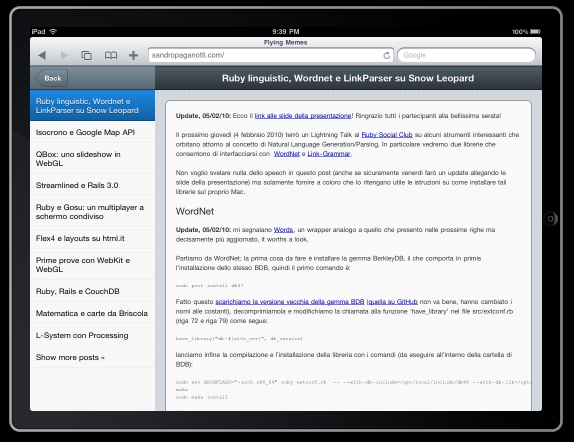 iPad 9:39 PM 100%
Flying Memes
sandropaganotti.com/ Google
Back
Ruby linguistic, Wordnet e LinkParser su Snow Leopard
Ruby linguistic, Wordnet e
LinkParser su Snow Leopard
Isocrono e Google Map API
QBox: uno slideshow in
WebGL
Streamlined e Rails 3.0
Ruby e Gosu: un multiplayer a
schermo condiviso
Flex4 e layouts su html.it
Prime prove con WebKit e
WebGL
Ruby, Rails e CouchDB
Matematica e carte da Briscola
L-System con Processing
Show more posts »
Update, 05/02/10: Ecco il link alle slide della presentazione! Ringrazio tutti i partecipanti alla bellissima serata!
Il prossimo giovedì (4 febbraio 2010) terrò un Lightning Talk al Ruby Social Club su alcuni strumenti interessanti che
orbitano attorno al concetto di Natural Language Generation/Parsing. In particolare vedremo due librerie che
consentono di interfacciarsi con WordNet e Link-Grammar.
Non voglio svelare nulla dello speech in questo post (anche se sicuramente venerdì farò un update allegando le
slide della presentazione) ma solamente fornire a coloro che lo ritengano utile le istruzioni su come installare tali
librerie sul proprio Mac.
WordNet
Update, 05/02/10: mi segnalano Words, un wrapper analogo a quello che presento nelle prossime righe ma
decisamente più aggiornato, it worths a look.
Partiamo da WordNet; la prima cosa da fare è installare la gemma BerkleyDB, il che comporta in primis
l'installazione dello stesso BDB, quindi il primo comando è:
sudo port install db47
Fatto questo scarichiamo la versione vecchia della gemma BDB (quella su GitHub non va bene, hanno cambiato i
nomi alle costanti), decomprimiamola e modifichiamo la chiamata alla funzione 'have_library' nel file src/extconf.rb
(riga 72 e riga 79) come segue:
have_library("db-#{with_ver}", db_version)
lanciamo infine la compilazione e l'installazione della libreria con i comandi (da eseguire all'interno della cartella di
BDB):
sudo env ARCHFLAGS="-arch x86_64" ruby extconf.rb -- --with-db-include=/opt/local/include/db46 --with-db-lib=/opt
make
sudo make install